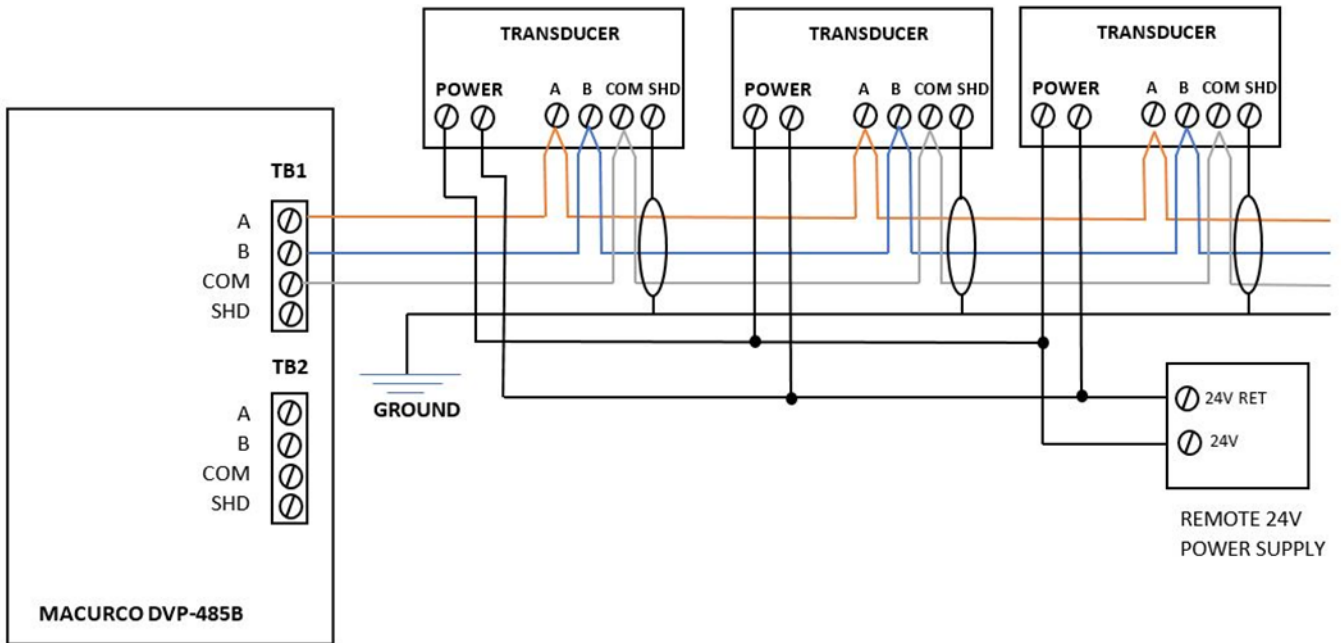 TRANSDUCER
POWER A B COM SHD
TRANSDUCER
POWER A B COM SHD
TRANSDUCER
POWER A B COM SHD
TB1
A
B
COM
SHD
TB2
A
B
COM
SHD
GROUND
24V RET
24V
REMOTE 24V
POWER SUPPLY
MACURCO DVP-485B